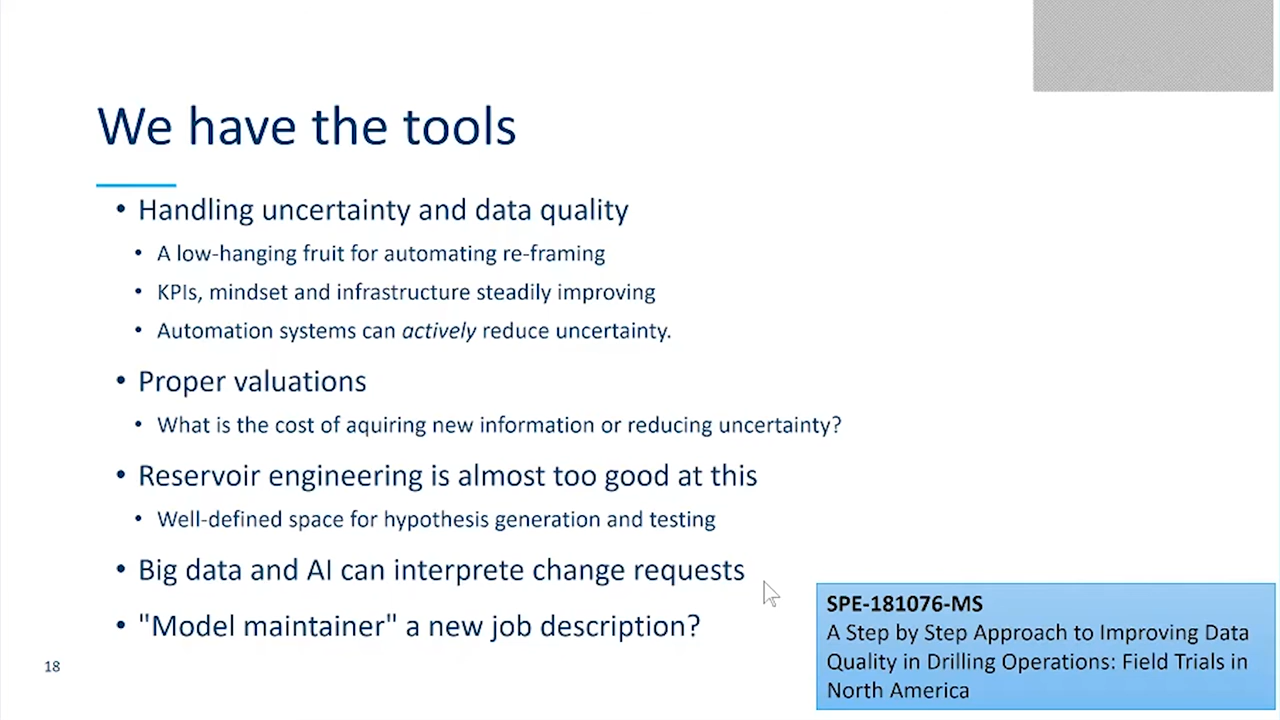 We have the tools
• Handling uncertainty and data quality
• A low-hanging fruit for automating re-framing
• KPIs, mindset and infrastructure steadily improving
• Automation systems can actively reduce uncertainty.
• Proper valuations
• What is the cost of aquiring new information or reducing uncertainty?
• Reservoir engineering is almost too good at this
• Well-defined space for hypothesis generation and testing
• Big data and AI can interprete change requests
• "Model maintainer" a new job description?
18
SPE-181076-MS
A Step by Step Approach to Improving Data
Quality in Drilling Operations: Field Trials in
North America